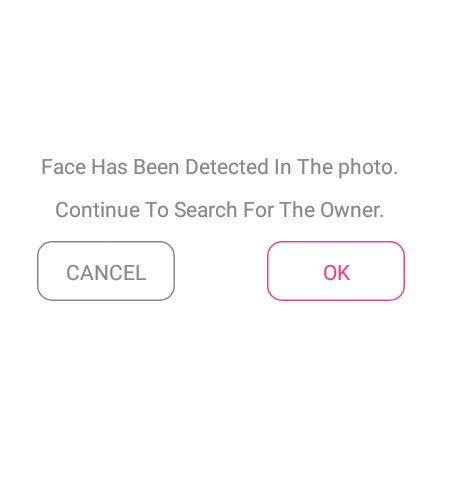 Face Has Been Detected In The photo.
Continue To Search For The Owner.
CANCEL
OK